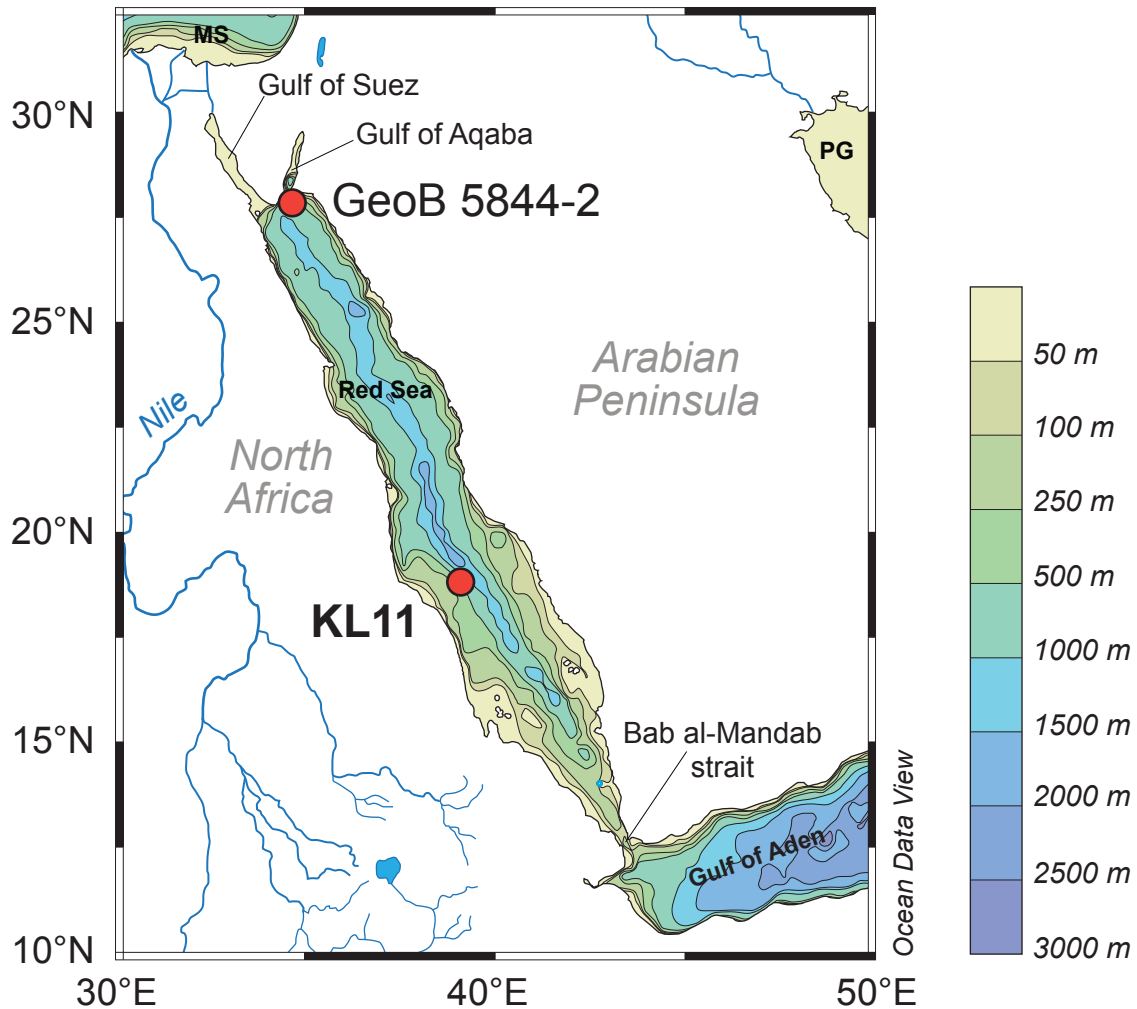 MS
Gulf of Suez
30°N
Gulf of Aqaba
PG
GeoB 5844-2
25°N
50 m
Arabian
Peninsula
Red Sea
100 m
Nile
North
Africa
250 m
20°N
500 m
KL11
1000 m
1500 m
15°N
Bab al-Mandab
strait
Ocean Data View
2000 m
Gulf of Aden
2500 m
10°N
3000 m
30°E
40°E
50°E